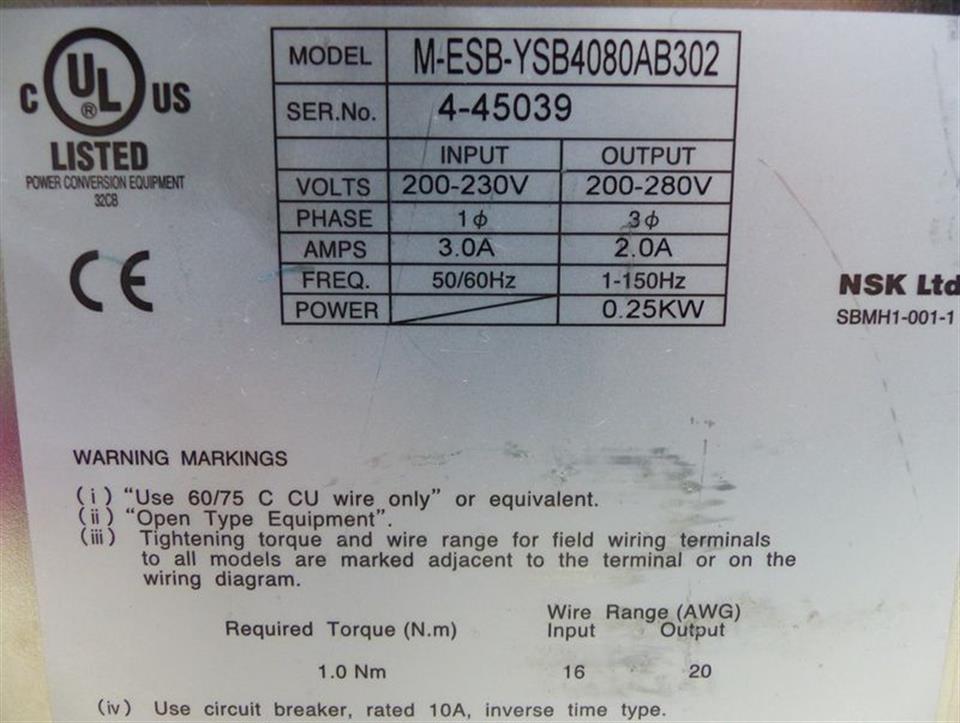 C UL ® US
LISTED
POWER CONVERSION EQUIPMENT
32CB
CE
MODEL M-ESB-YSB4080AB302
SER.No. 4-45039
INPUT OUTPUT
VOLTS 200-230V 200-280V
PHASE 1ϕ 3ϕ
AMPS 3.0A 2.0A
FREQ. 50/60Hz 1-150Hz
POWER 0.25KW
NSK Ltd
SBMH1-001-1
WARNING MARKINGS
(i) "Use 60/75 C CU wire only" or equivalent.
(ii) "Open Type Equipment".
(iii) Tightening torque and wire range for field wiring terminals
to all models are marked adjacent to the terminal or on the
wiring diagram.
Wire Range (AWG)
Required Torque (N.m) Input Output
1.0 Nm 16 20
(iv) Use circuit breaker, rated 10A, inverse time type.